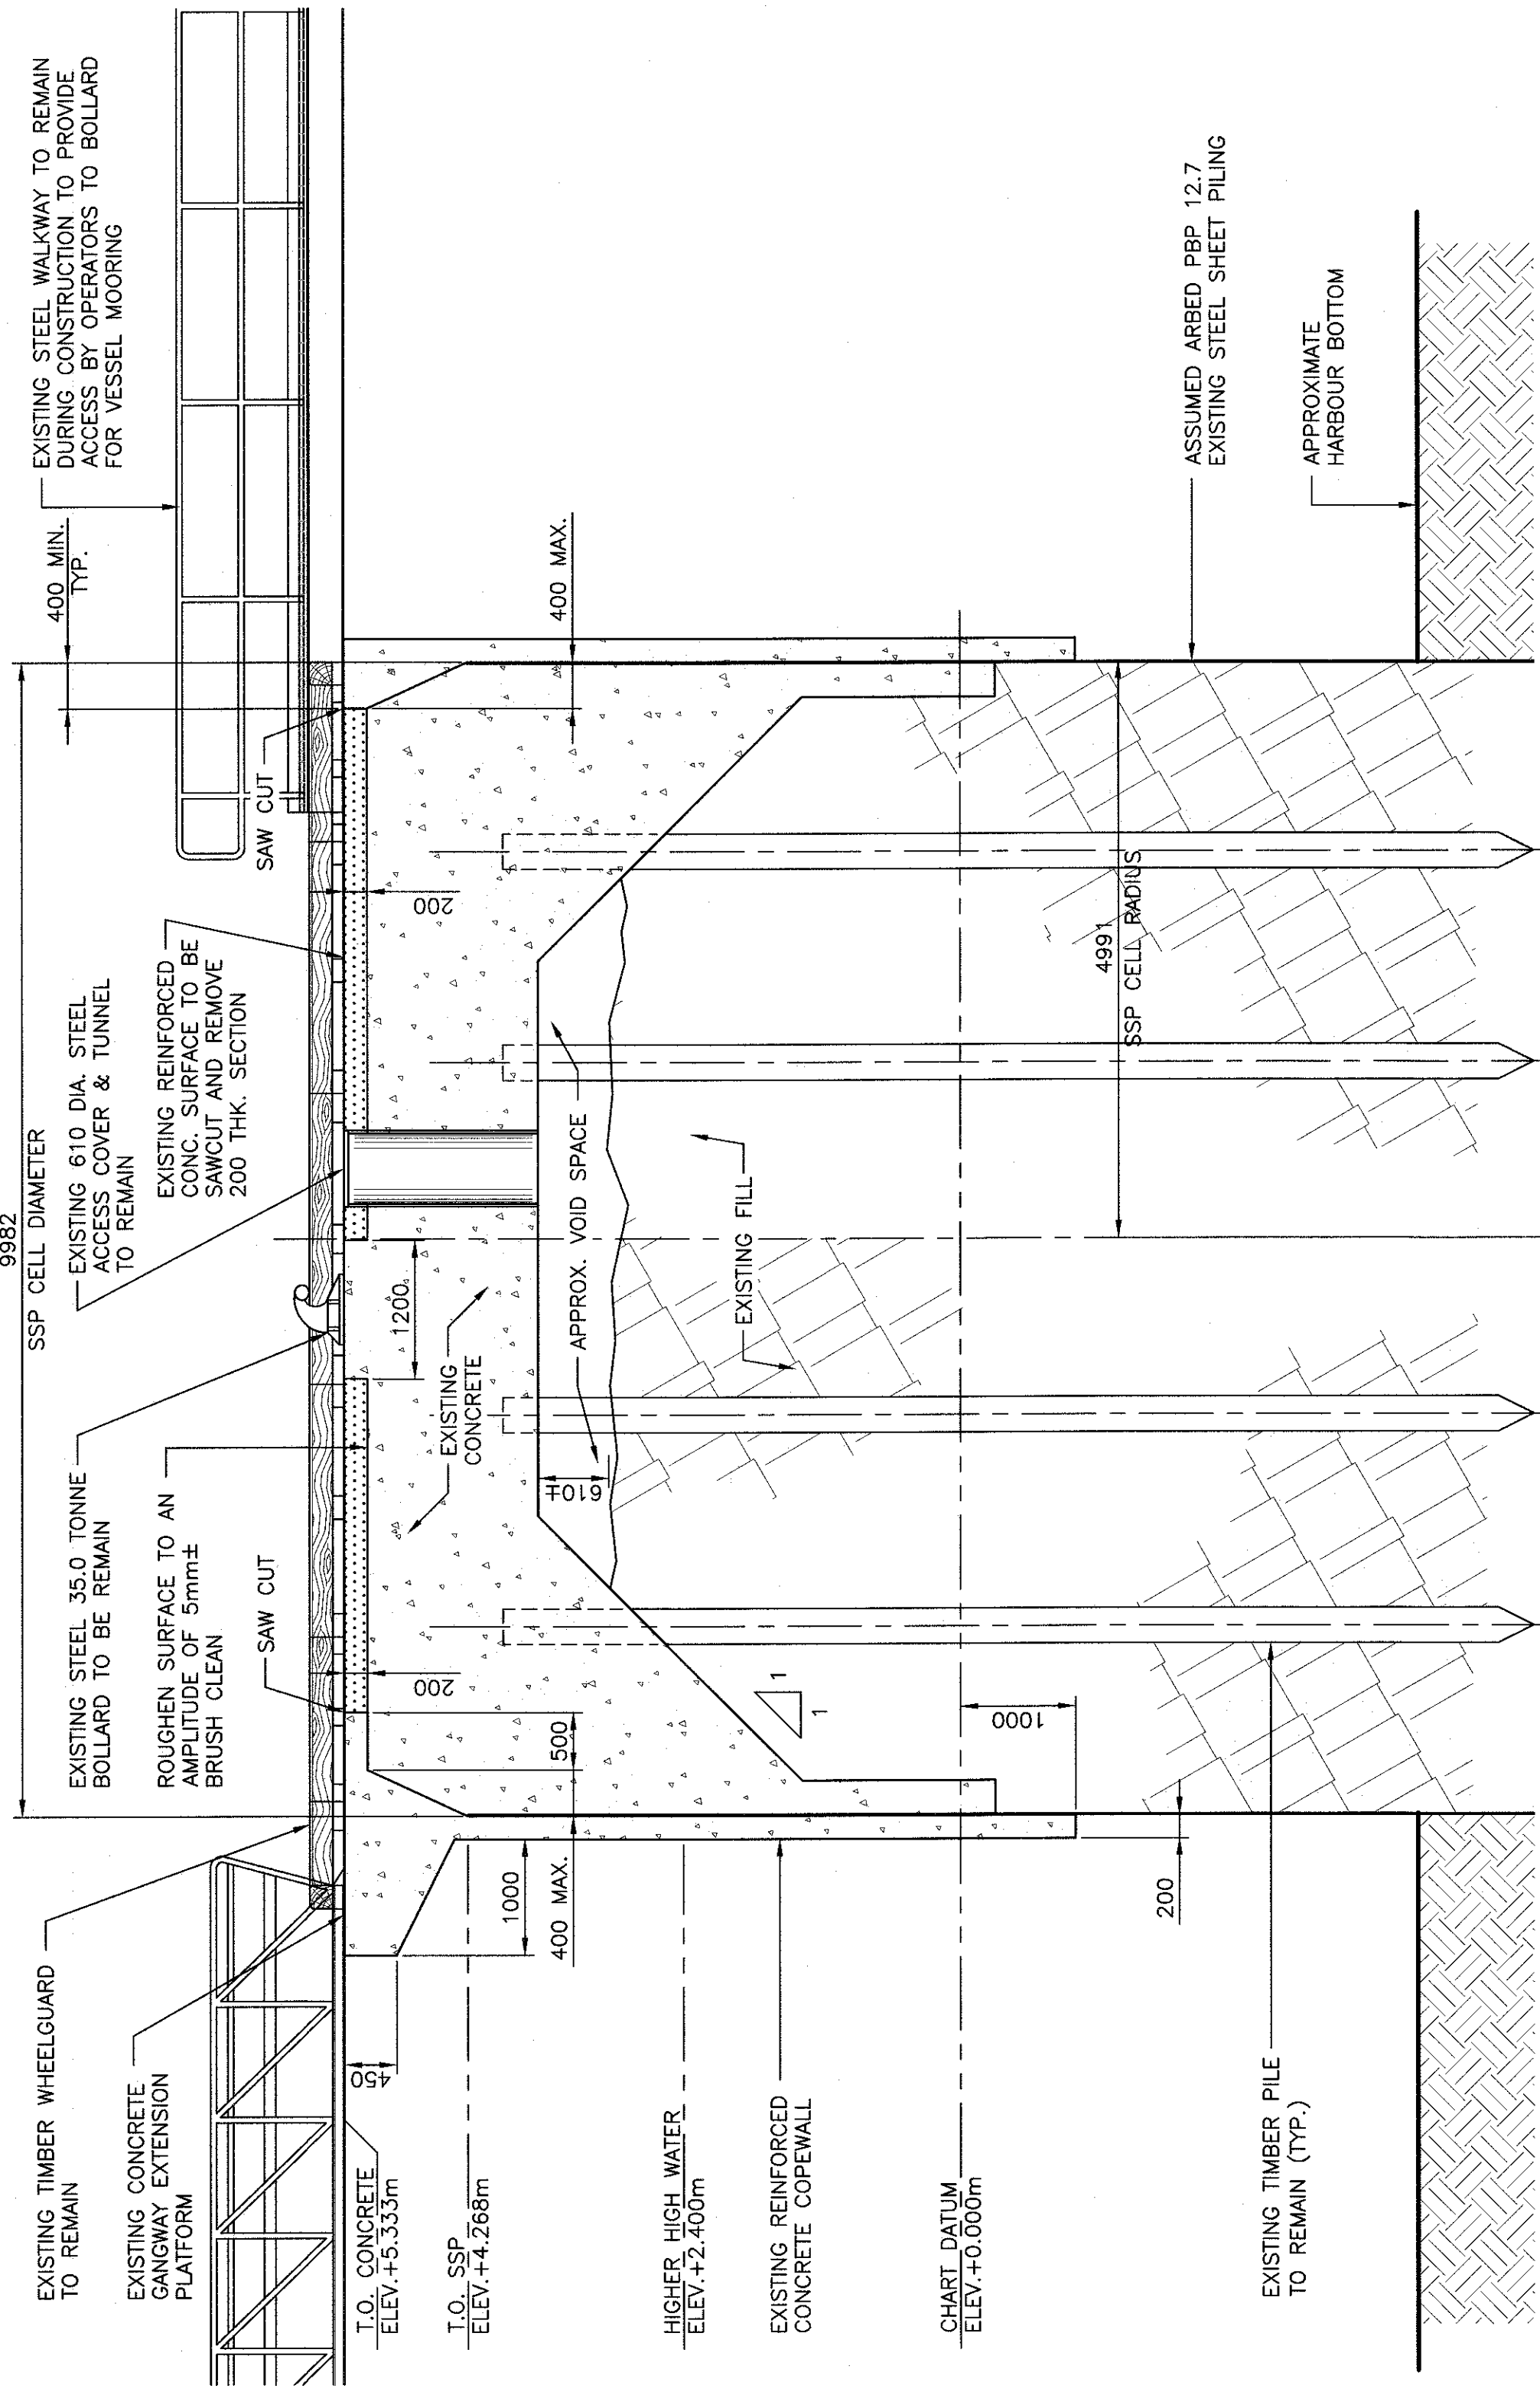 9982
SSP CELL DIAMETER
EXISTING TIMBER WHEELGUARD
TO REMAIN
EXISTING CONCRETE
GANGWAY EXTENSION
PLATFORM
EXISTING STEEL 35.0 TONNE
BOLLARD TO BE REMAIN
ROUGHEN SURFACE TO AN
AMPLITUDE OF 5mm±
BRUSH CLEAN
SAW CUT
EXISTING 610 DIA. STEEL
ACCESS COVER & TUNNEL
TO REMAIN
EXISTING REINFORCED
CONC. SURFACE TO BE
SAWCUT AND REMOVE
200 THK. SECTION
SAW CUT
400 MIN.
TYP.
EXISTING STEEL WALKWAY TO REMAIN
DURING CONSTRUCTION TO PROVIDE
ACCESS BY OPERATORS TO BOLLARD
FOR VESSEL MOORING
T.O. CONCRETE
ELEV.+5.333m
450
T.O. SSP
ELEV.+4.268m
1000
400 MAX.
500
200
EXISTING
CONCRETE
1200
200
400 MAX.
HIGHER HIGH WATER
ELEV.+2.400m
610±
APPROX. VOID SPACE
EXISTING REINFORCED
CONCRETE COPEWALL
1
1
EXISTING FILL
CHART DATUM
ELEV.+0.000m
1000
4991
SSP CELL RADIUS
200
ASSUMED ARBED PBP 12.7
EXISTING STEEL SHEET PILING
EXISTING TIMBER PILE
TO REMAIN (TYP.)
APPROXIMATE
HARBOUR BOTTOM